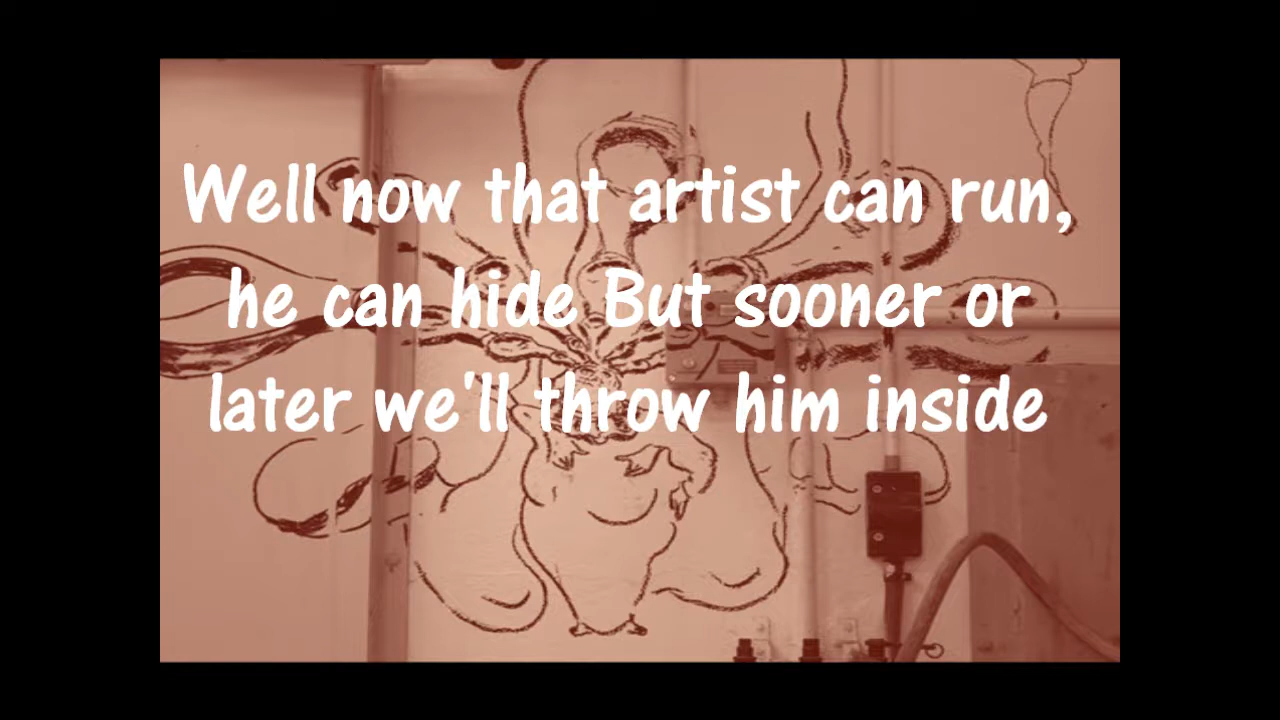 Well now that artist can run,
he can hide But sooner or
later we'll throw him inside